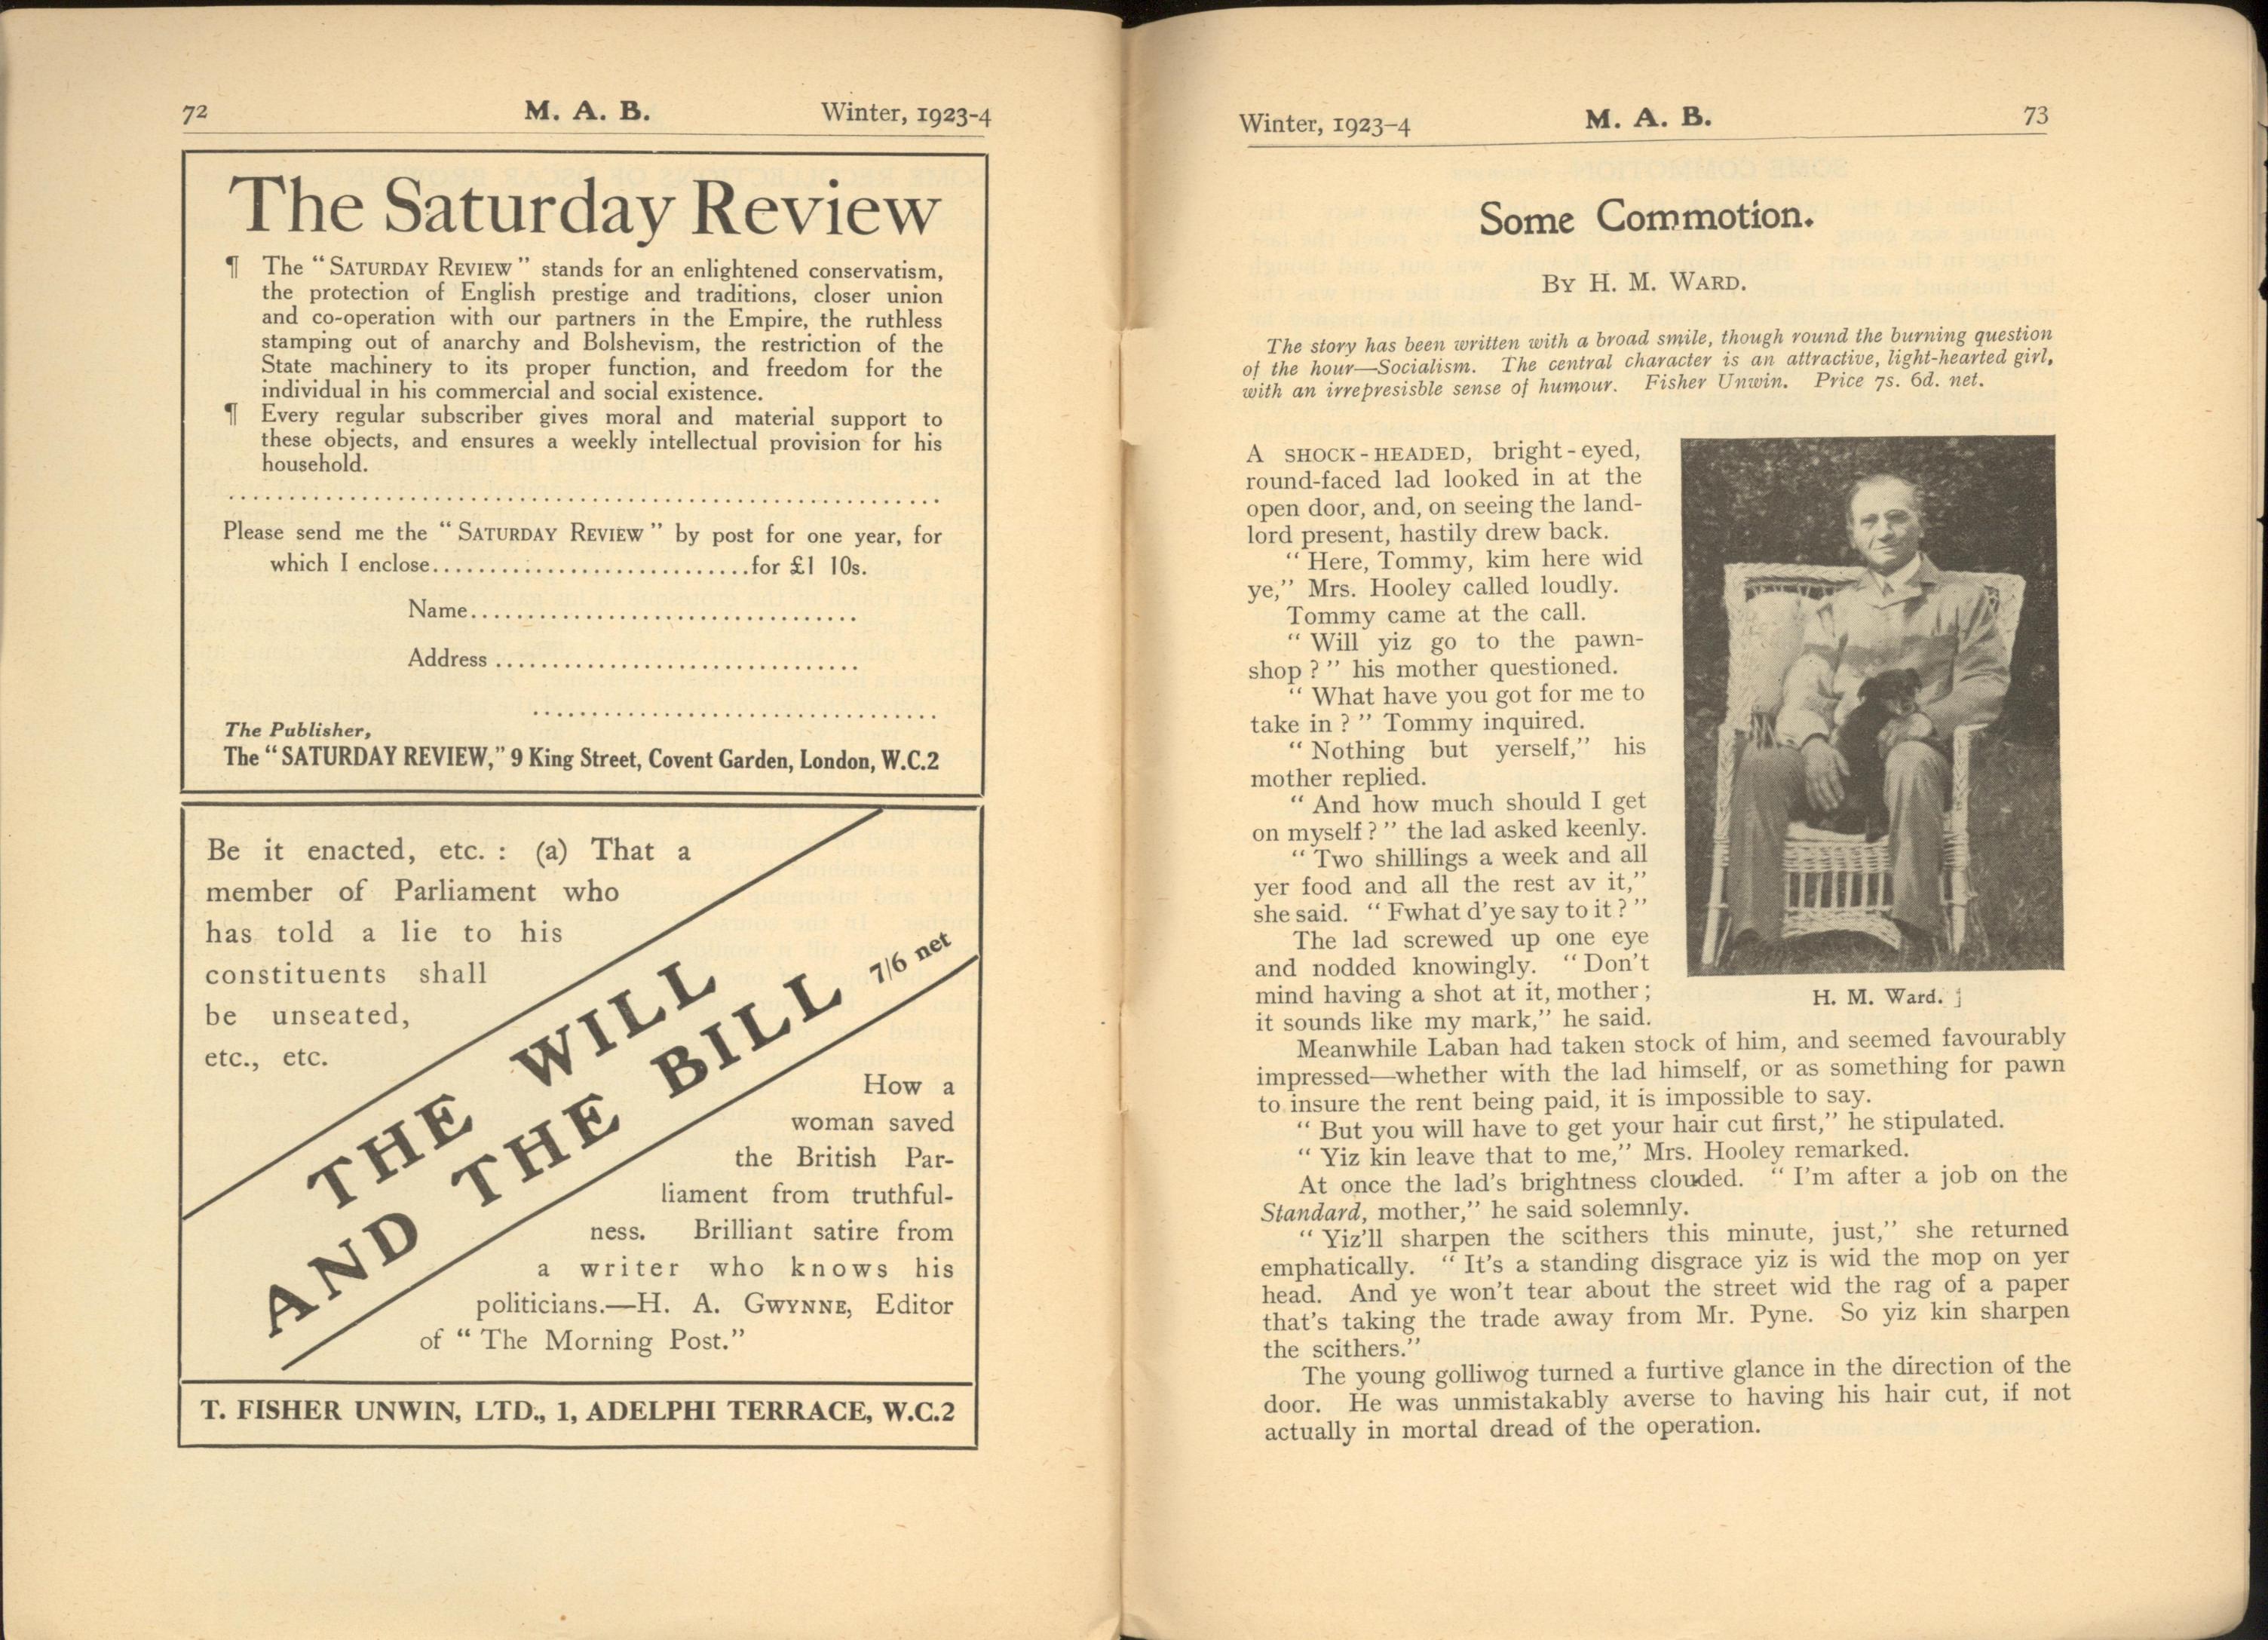 72 M. A. B. Winter, 1923-4
The Saturday Review
¶ The “SATURDAY REVIEW” stands for an enlightened conservatism,
the protection of English prestige and traditions, closer union
and co-operation with our partners in the Empire, the ruthless
stamping out of anarchy and Bolshevism, the restriction of the
State machinery to its proper function, and freedom for the
individual in his commercial and social existence.
¶ Every regular subscriber gives moral and material support to
these objects, and ensures a weekly intellectual provision for his
household.
Please send me the “SATURDAY REVIEW” by post for one year, for
which I enclose..............................for £1 10s.
Name....................................
Address..................................
The Publisher,
The “SATURDAY REVIEW,” 9 King Street, Covent Garden, London, W.C.2
Be it enacted, etc. : (a) That a
member of Parliament who
has told a lie to his
constituents shall
be unseated,
etc., etc.
THE WILL
AND THE BILL 7/6 net
How a
woman saved
the British Par-
liament from truthful-
ness. Brilliant satire from
a writer who knows his
politicians.—H. A. GWYNNE, Editor
of “The Morning Post.”
T. FISHER UNWIN, LTD., 1, ADELPHI TERRACE, W.C.2
Winter, 1923–4 M. A. B. 73
Some Commotion.
BY H. M. WARD.
The story has been written with a broad smile, though round the burning question
of the hour—Socialism. The central character is an attractive, light-hearted girl,
with an irrepresisble sense of humour. Fisher Unwin. Price 7s. 6d. net.
A SHOCK-HEADED, bright-eyed,
round-faced lad looked in at the
open door, and, on seeing the land-
lord present, hastily drew back.
“Here, Tommy, kim here wid
ye,” Mrs. Hooley called loudly.
Tommy came at the call.
“Will yiz go to the pawn-
shop?” his mother questioned.
“What have you got for me to
take in?” Tommy inquired.
“Nothing but yerself,” his
mother replied.
“And how much should I get
on myself?” the lad asked keenly.
“Two shillings a week and all
yer food and all the rest av it,”
she said. “Fwhat d'ye say to it?”
The lad screwed up one eye
and nodded knowingly. “Don't
mind having a shot at it, mother;
it sounds like my mark,” he said.
H. M. Ward.
Meanwhile Laban had taken stock of him, and seemed favourably
impressed—whether with the lad himself, or as something for pawn
to insure the rent being paid, it is impossible to say.
“But you will have to get your hair cut first,” he stipulated.
“Yiz kin leave that to me,” Mrs. Hooley remarked.
At once the lad's brightness clouded. “I'm after a job on the
Standard, mother,” he said solemnly.
“Yiz'll sharpen the scithers this minute, just,” she returned
emphatically. “It's a standing disgrace yiz is wid the mop on yer
head. And ye won't tear about the street wid the rag of a paper
that's taking the trade away from Mr. Pyne. So yiz kin sharpen
the scithers.”
The young golliwog turned a furtive glance in the direction of the
door. He was unmistakably averse to having his hair cut, if not
actually in mortal dread of the operation.